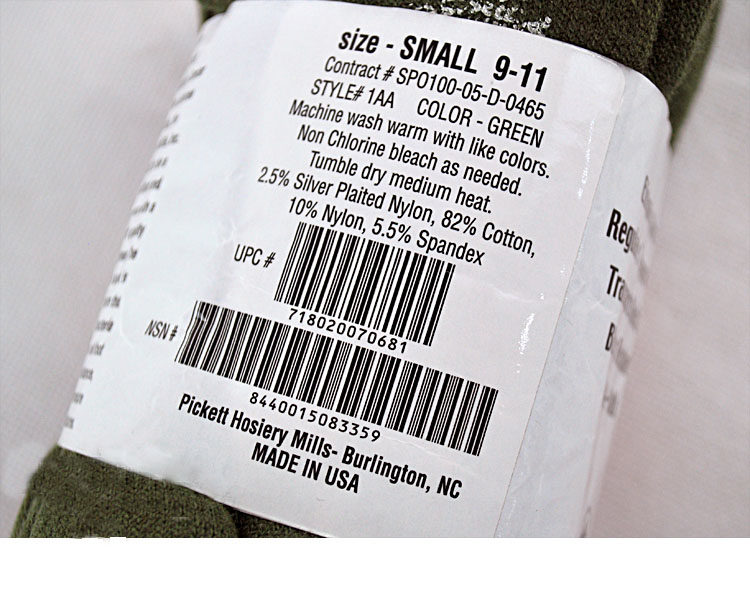 size - SMALL 9-11
Contract # SPO100-05-D-0465
STYLE# 1AA COLOR - GREEN
Machine wash warm with like colors.
Non Chlorine bleach as needed.
Tumble dry medium heat.
2.5% Silver Plaited Nylon, 82% Cotton,
10% Nylon, 5.5% Spandex
UPC #
718020070681
NSN #
8440015083359
Pickett Hosiery Mills- Burlington, NC
MADE IN USA